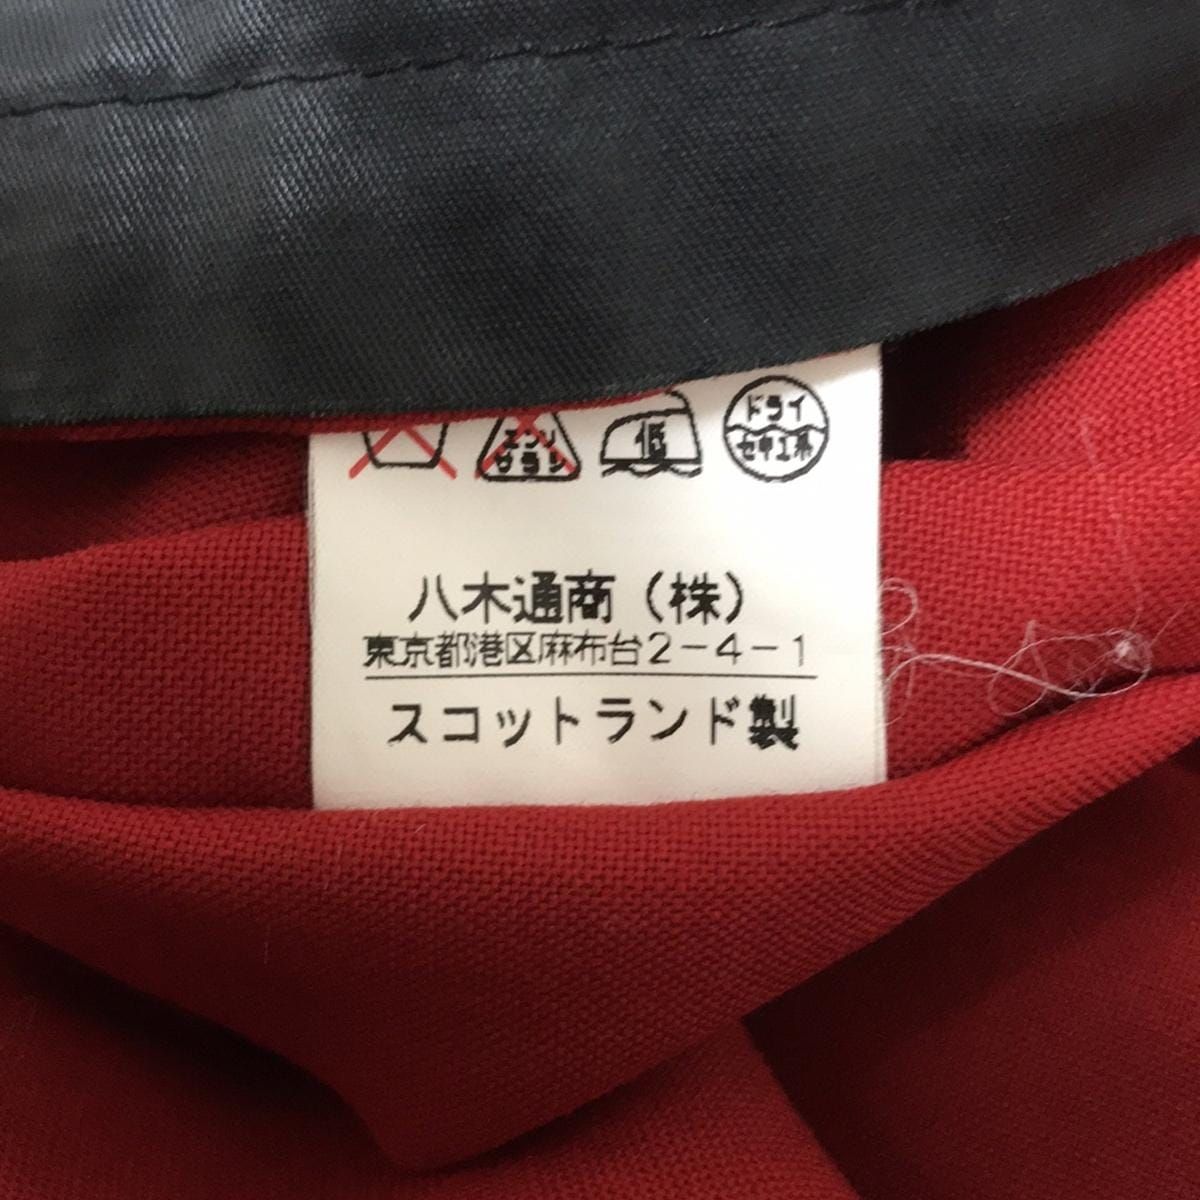 エンソ
サラシ
低
ドライ
セキユ系
八木通商（株）
東京都港区麻布台2-4-1
スコットランド製